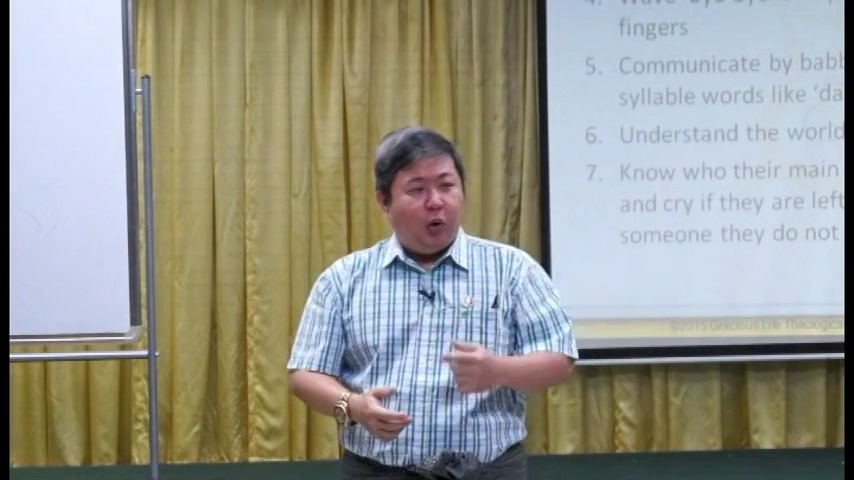 fingers
5. Communicate by babb
syllable words like 'da
6. Understand the world
7. Know who their main
and cry if they are left
someone they do not
©2015 Gracious Life Theological